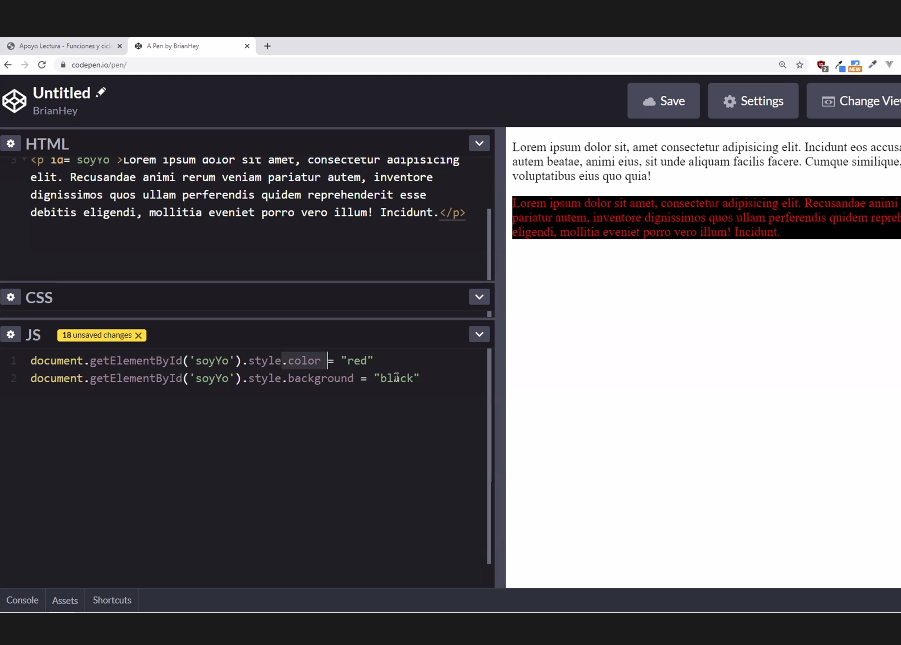 Apoyo Lectura - Funciones y cicl
A Pen by BrianHey
codepen.io/pen/
NEW
Untitled
BrianHey
Save
Settings
Change Vie
HTML
<p id= soyYo >Lorem ipsum dolor sit amet, consectetur adipisicing
elit. Recusandae animi rerum veniam pariatur autem, inventore
dignissimos quos ullam perferendis quidem reprehenderit esse
debitis eligendi, mollitia eveniet porro vero illum! Incidunt.</p>
CSS
JS
18 unsaved changes
1 document.getElementById('soyYo').style.color = "red"
2 document.getElementById('soyYo').style.background = "black"
Lorem ipsum dolor sit, amet consectetur adipisicing elit. Incidunt eos accusa
autem beatae, animi eius, sit unde aliquam facilis facere. Cumque similique,
voluptatibus eius quo quia!
Lorem ipsum dolor sit amet, consectetur adipisicing elit. Recusandae animi
pariatur autem, inventore dignissimos quos ullam perferendis quidem repreh
eligendi, mollitia eveniet porro vero illum! Incidunt.
Console
Assets
Shortcuts